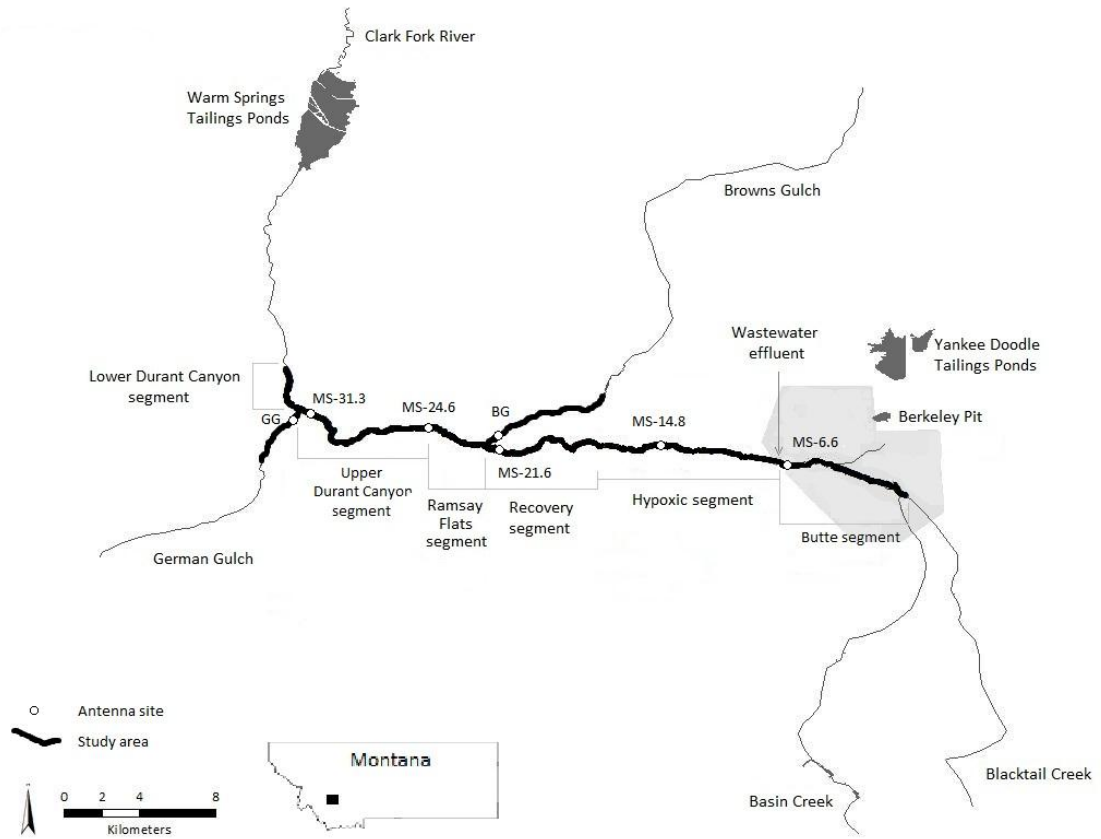 Clark Fork River
Warm Springs
Tailings Ponds
Browns Gulch
Wastewater
effluent
Yankee Doodle
Tailings Ponds
Lower Durant Canyon
segment
MS-31.3
MS-24.6
BG
MS-14.8
Berkeley Pit
GG
MS-6.6
MS-21.6
Upper
Durant Canyon
segment
Ramsay
Flats
segment
Recovery
segment
Hypoxic segment
Butte segment
German Gulch
Antenna site
Study area
Montana
0 2 4 8
Kilometers
Basin Creek
Blacktail Creek